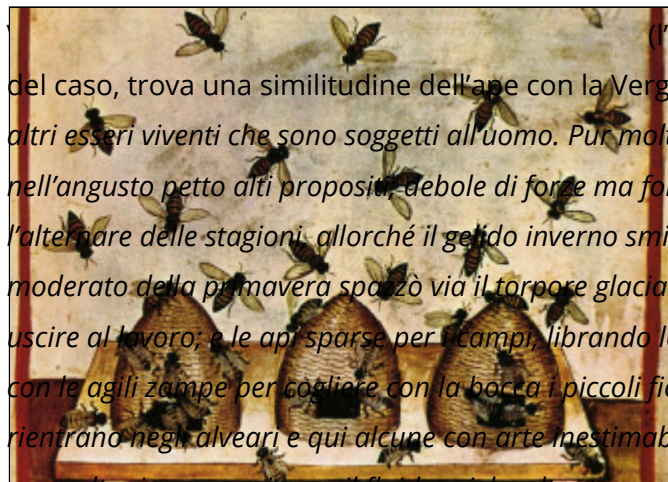 (l’
del caso, trova una similitudine dell’ape con la Verg
altri esseri viventi che sono soggetti all’uomo. Pur molt
nell’angusto petto alti propositi, debole di forze ma for
l’alternare delle stagioni, allorché il gelido inverno smi
moderato della primavera spazzò via il torpore glacia
uscire al lavoro; e le api sparse per i campi, librando le
con le agili zampe per cogliere con la bocca i piccoli fio
rientrano negli alveari e qui alcune con arte inestimab